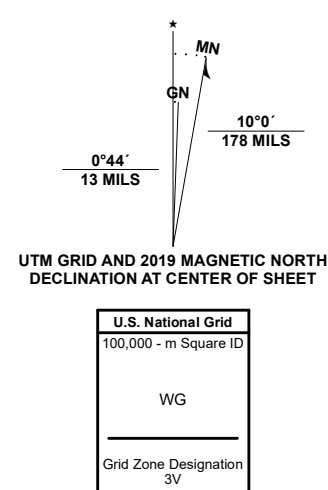 ★
MN
GN
10°0´
178 MILS
0°44´
13 MILS
UTM GRID AND 2019 MAGNETIC NORTH
DECLINATION AT CENTER OF SHEET
U.S. National Grid
100,000 - m Square ID
WG
Grid Zone Designation
3V